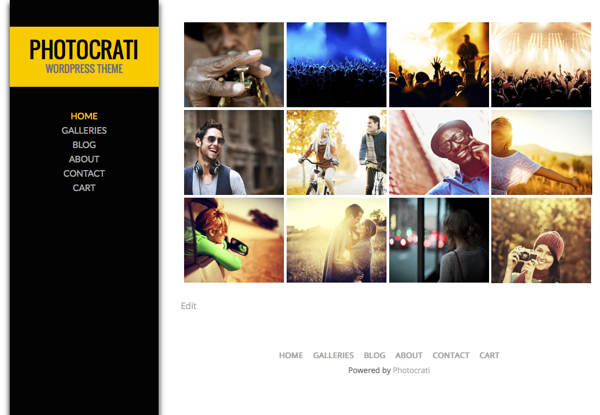 PHOTOCRATI
WORDPRESS THEME
HOME
GALLERIES
BLOG
ABOUT
CONTACT
CART
Edit
HOME GALLERIES BLOG ABOUT CONTACT CART
Powered by Photocrati